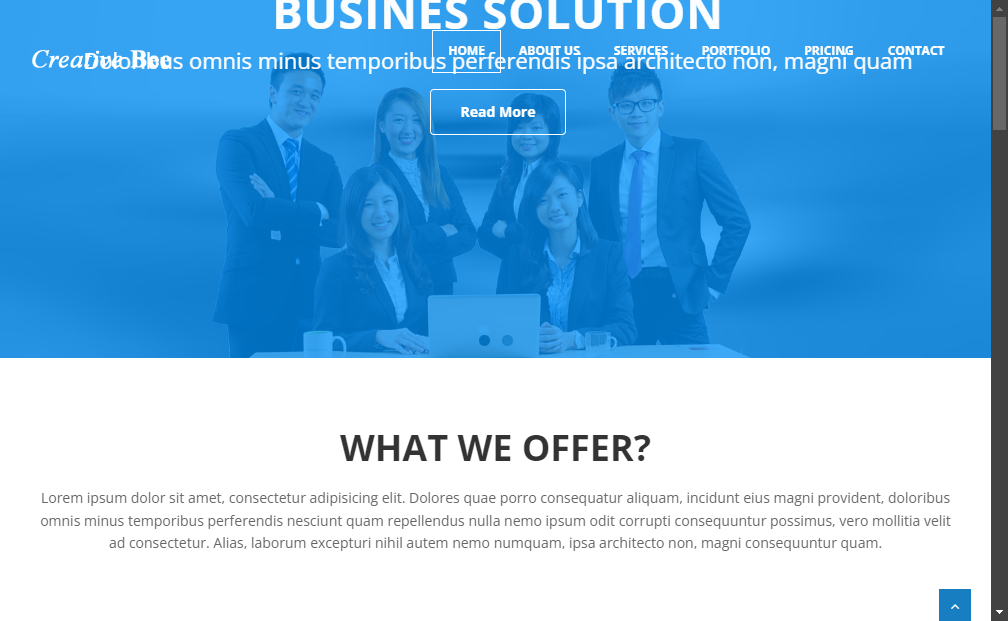 BUSINES SOLUTION
Creative Bee
HOME ABOUT US SERVICES PORTFOLIO PRICING CONTACT
Doloribus omnis minus temporibus perferendis ipsa architecto non, magni quam
Read More
WHAT WE OFFER?
Lorem ipsum dolor sit amet, consectetur adipisicing elit. Dolores quae porro consequatur aliquam, incidunt eius magni provident, doloribus
omnis minus temporibus perferendis nesciunt quam repellendus nulla nemo ipsum odit corrupti consequuntur possimus, vero mollitia velit
ad consectetur. Alias, laborum excepturi nihil autem nemo numquam, ipsa architecto non, magni consequuntur quam.